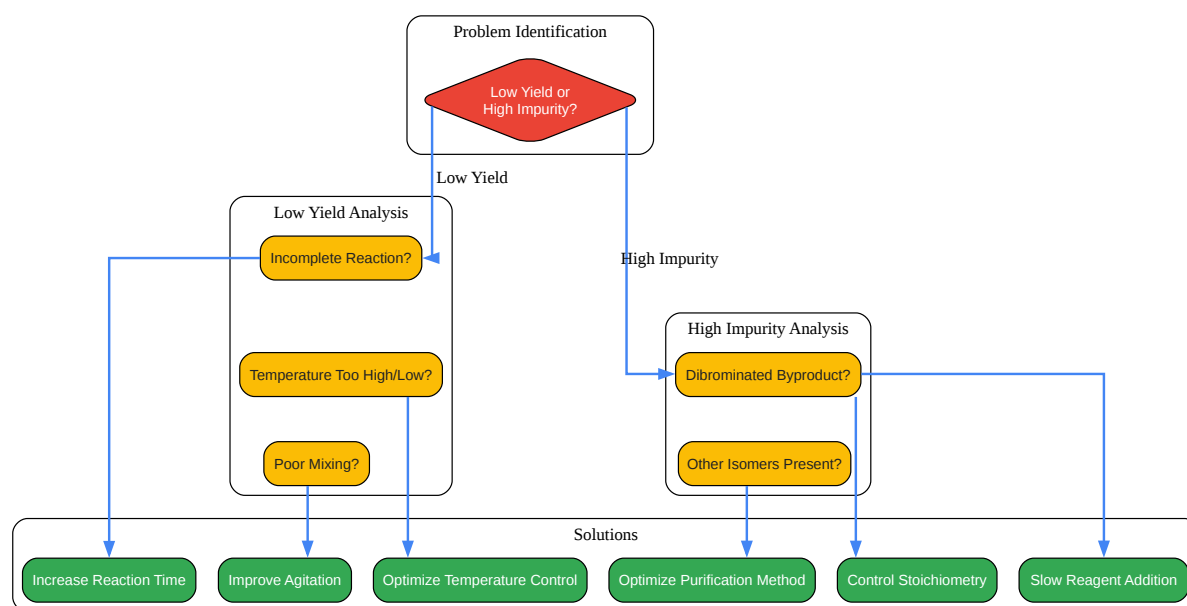 Problem Identification
Low Yield or
High Impurity?
Low Yield
Low Yield Analysis
Incomplete Reaction?
High Impurity
High Impurity Analysis
Temperature Too High/Low?
Dibrominated Byproduct?
Poor Mixing?
Other Isomers Present?
Solutions
Increase Reaction Time
Improve Agitation
Optimize Temperature Control
Optimize Purification Method
Control Stoichiometry
Slow Reagent Addition